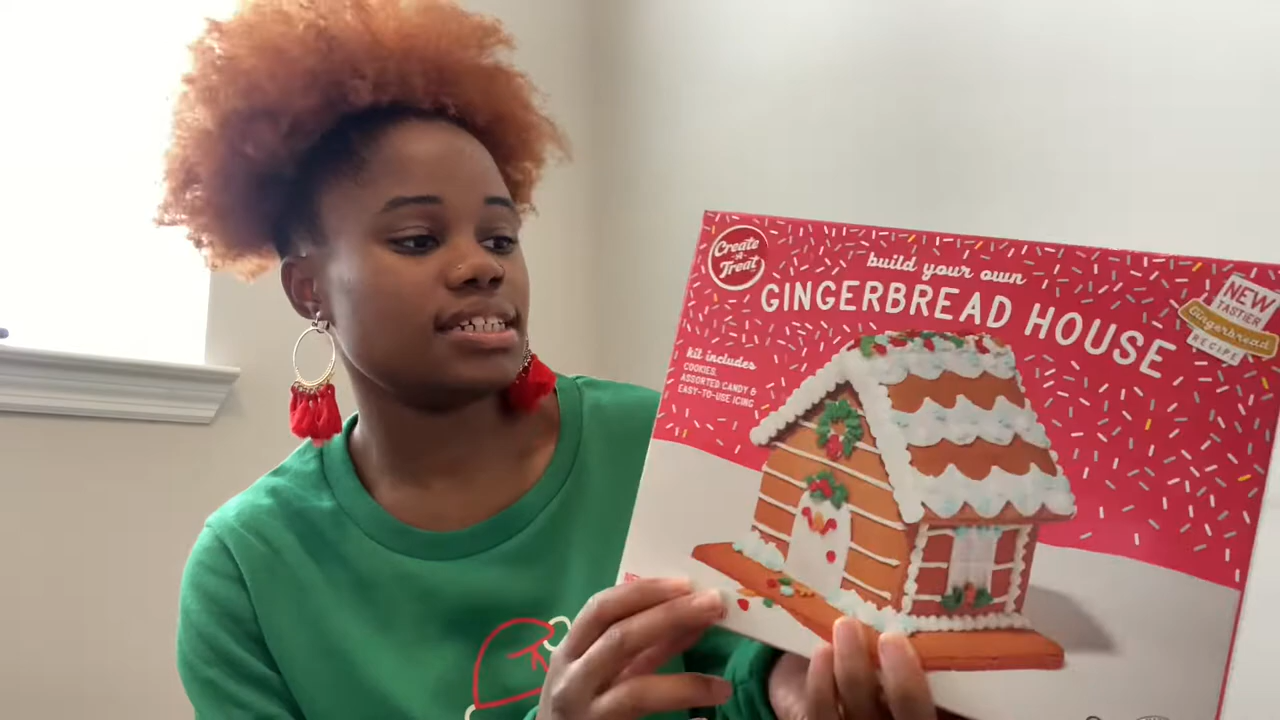 Create
-A-
Treat
build your own
GINGERBREAD HOUSE
NEW
TASTIER
Gingerbread
RECIPE
kit includes
COOKIES,
ASSORTED CANDY &
EASY-TO-USE ICING